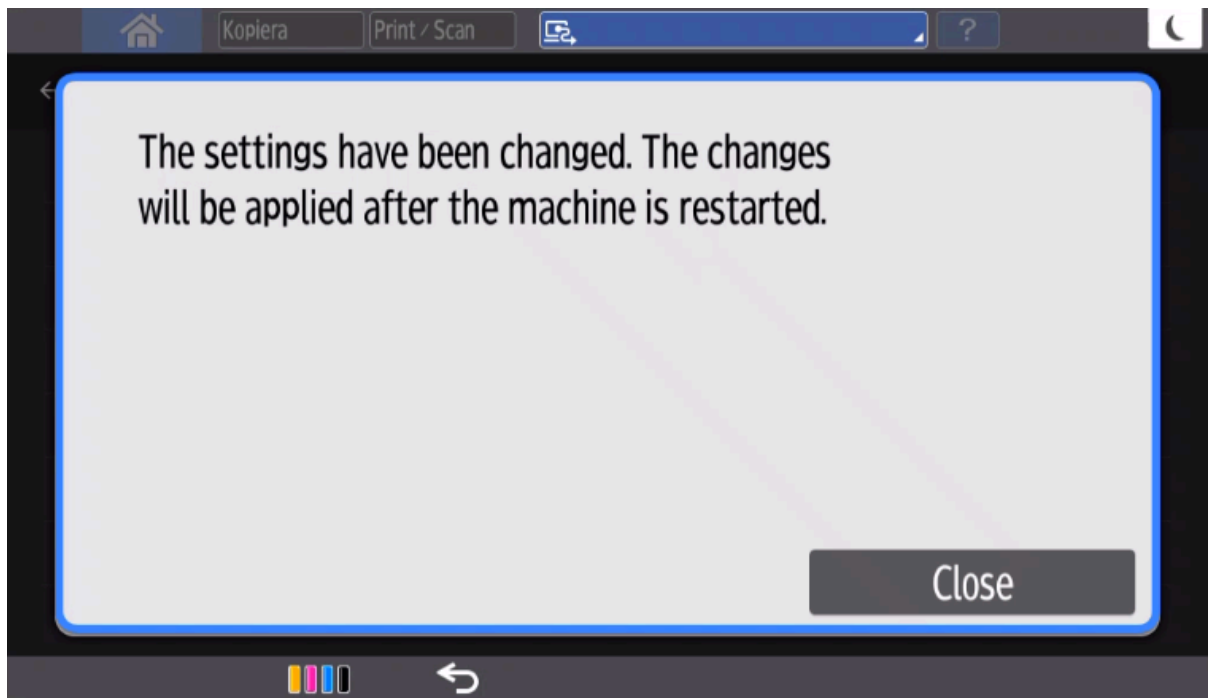 Kopiera
Print / Scan
?
The settings have been changed. The changes
will be applied after the machine is restarted.
Close